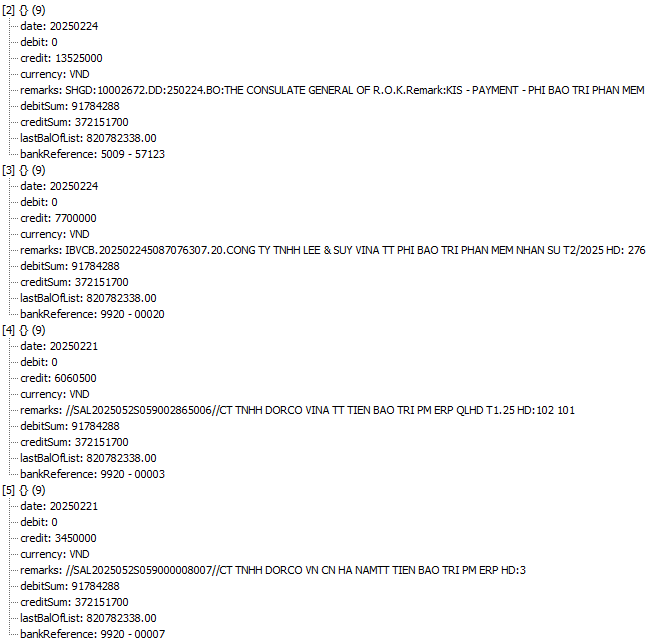 [2] {} (9)
date: 20250224
debit: 0
credit: 13525000
currency: VND
remarks: SHGD:10002672.DD:250224.BO:THE CONSULATE GENERAL OF R.O.K.Remark:KIS - PAYMENT - PHI BAO TRI PHAN MEM
debitSum: 91784288
creditSum: 372151700
lastBalOfList: 820782338.00
bankReference: 5009 - 57123
[3] {} (9)
date: 20250224
debit: 0
credit: 7700000
currency: VND
remarks: IBVCB.202502245087076307.20.CONG TY TNHH LEE & SUY VINA TT PHI BAO TRI PHAN MEM NHAN SU T2/2025 HD: 276
debitSum: 91784288
creditSum: 372151700
lastBalOfList: 820782338.00
bankReference: 9920 - 00020
[4] {} (9)
date: 20250221
debit: 0
credit: 6060500
currency: VND
remarks: //SAL2025052S059002865006//CT TNHH DORCO VINA TT TIEN BAO TRI PM ERP QLHD T1.25 HD:102 101
debitSum: 91784288
creditSum: 372151700
lastBalOfList: 820782338.00
bankReference: 9920 - 00003
[5] {} (9)
date: 20250221
debit: 0
credit: 3450000
currency: VND
remarks: //SAL2025052S059000008007//CT TNHH DORCO VN CN HA NAMTT TIEN BAO TRI PM ERP HD:3
debitSum: 91784288
creditSum: 372151700
lastBalOfList: 820782338.00
bankReference: 9920 - 00007